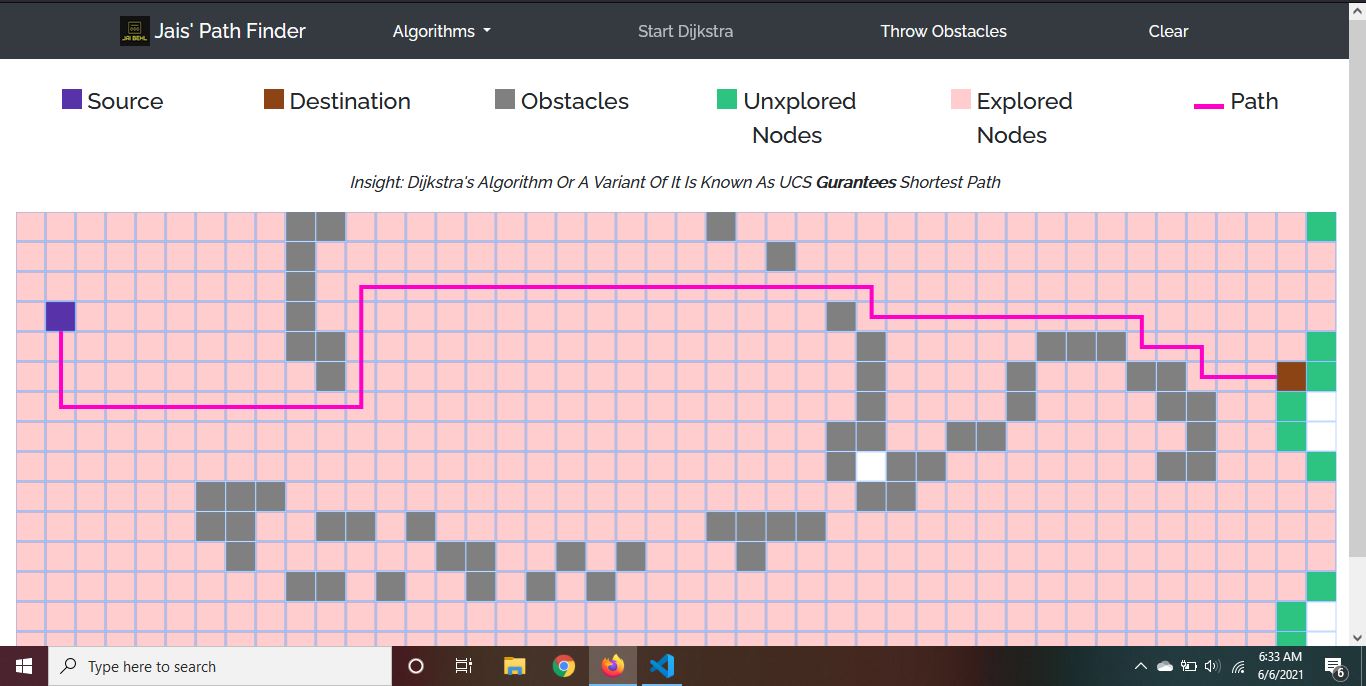 JAI BEHL
Jais' Path Finder
Algorithms
Start Dijkstra
Throw Obstacles
Clear
Source
Destination
Obstacles
Unxplored
Nodes
Explored
Nodes
Path
Insight: Dijkstra's Algorithm Or A Variant Of It Is Known As UCS Gurantees Shortest Path
Type here to search
6:33 AM
6/6/2021
6